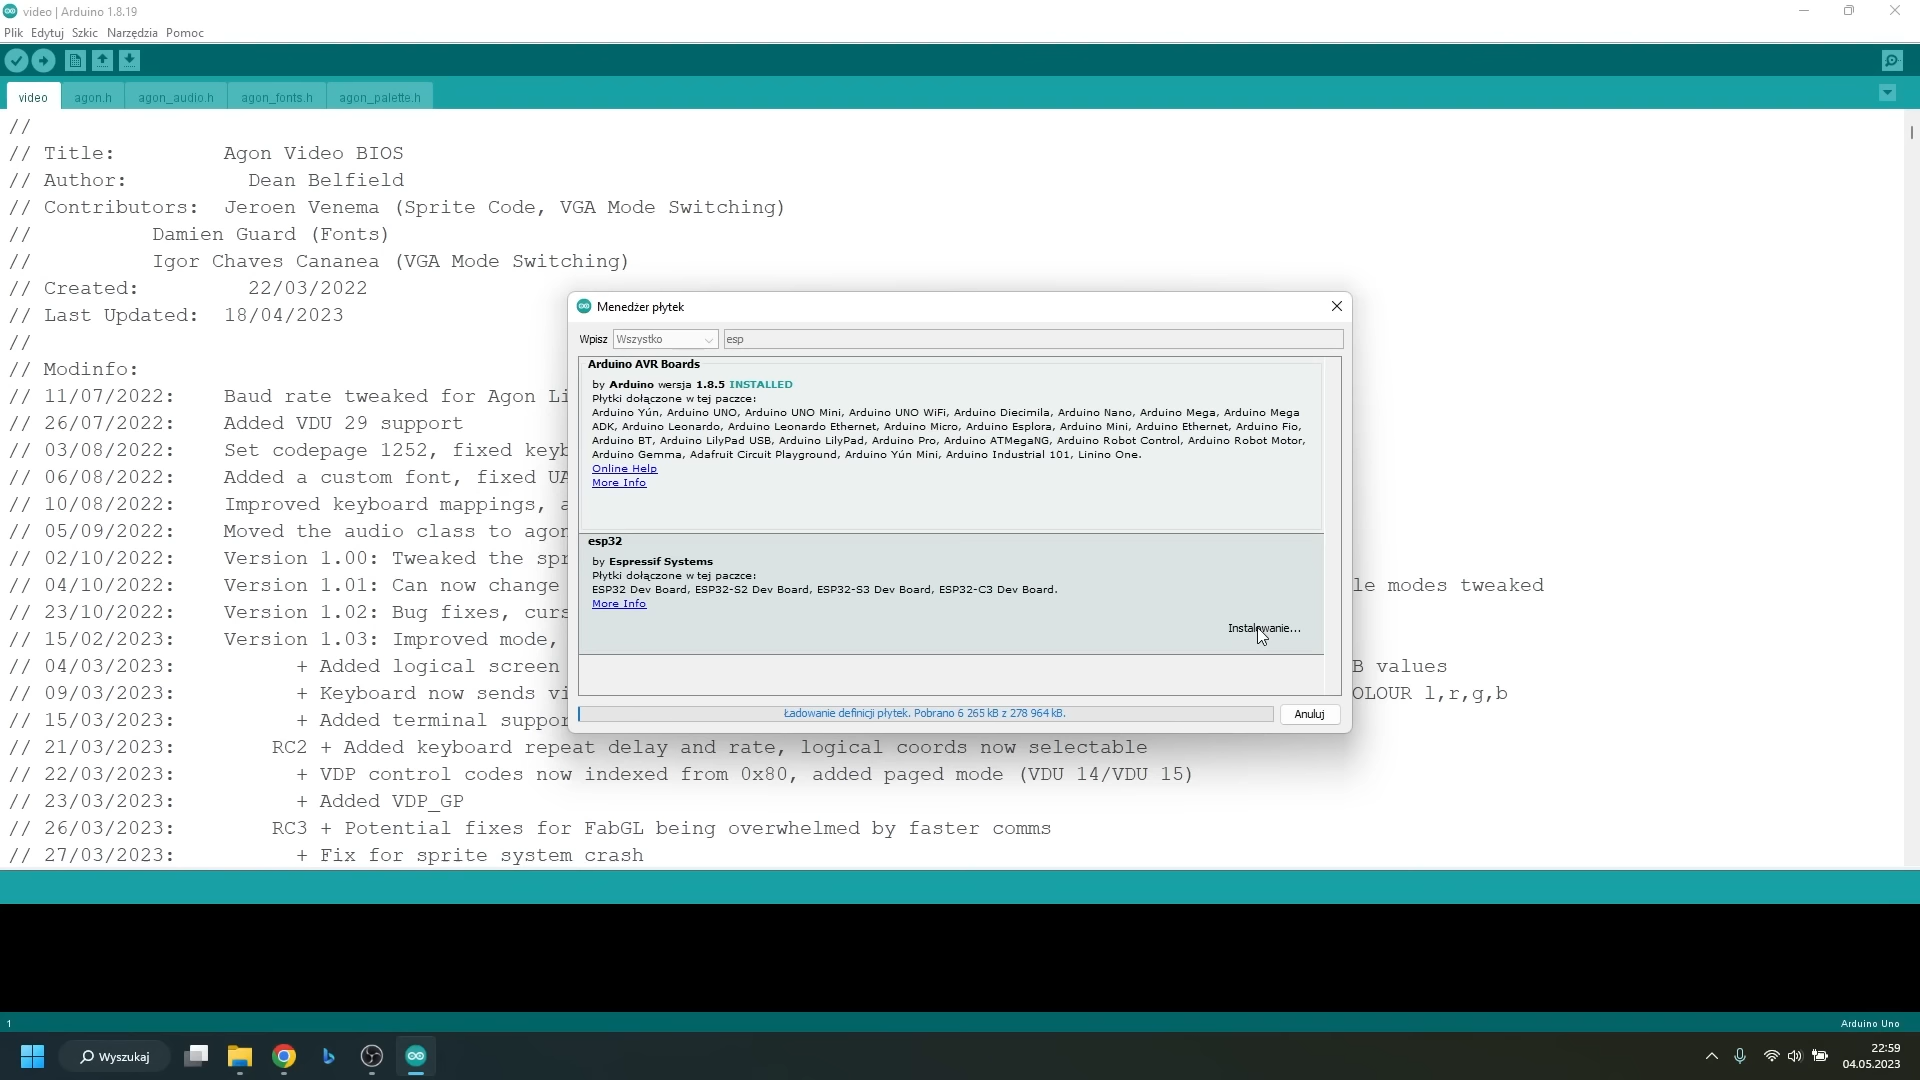 video | Arduino 1.8.19
Plik Edytuj Szkic Narzędzia Pomoc
video agon.h agon_audio.h agon_fonts.h agon_palette.h
//
// Title: Agon Video BIOS
// Author: Dean Belfield
// Contributors: Jeroen Venema (Sprite Code, VGA Mode Switching)
// Damien Guard (Fonts)
// Igor Chaves Cananea (VGA Mode Switching)
// Created: 22/03/2022
// Last Updated: 18/04/2023
//
// Modinfo:
// 11/07/2022: Baud rate tweaked for Agon Li
// 26/07/2022: Added VDU 29 support
// 03/08/2022: Set codepage 1252, fixed keyb
// 06/08/2022: Added a custom font, fixed UA
// 10/08/2022: Improved keyboard mappings, a
// 05/09/2022: Moved the audio class to agon
// 02/10/2022: Version 1.00: Tweaked the spr
// 04/10/2022: Version 1.01: Can now change le modes tweaked
// 23/10/2022: Version 1.02: Bug fixes, curs
// 15/02/2023: Version 1.03: Improved mode,
// 04/03/2023: + Added logical screen B values
// 09/03/2023: + Keyboard now sends vi OLOUR l,r,g,b
// 15/03/2023: + Added terminal suppor
// 21/03/2023: RC2 + Added keyboard repeat delay and rate, logical coords now selectable
// 22/03/2023: + VDP control codes now indexed from 0x80, added paged mode (VDU 14/VDU 15)
// 23/03/2023: + Added VDP_GP
// 26/03/2023: RC3 + Potential fixes for FabGL being overwhelmed by faster comms
// 27/03/2023: + Fix for sprite system crash
Menedżer płytek
Wpisz Wszystko esp
Arduino AVR Boards
by Arduino wersja 1.8.5 INSTALLED
Płytki dołączone w tej paczce:
Arduino Yún, Arduino UNO, Arduino UNO Mini, Arduino UNO WiFi, Arduino Diecimila, Arduino Nano, Arduino Mega, Arduino Mega
ADK, Arduino Leonardo, Arduino Leonardo Ethernet, Arduino Micro, Arduino Esplora, Arduino Mini, Arduino Ethernet, Arduino Fio,
Arduino BT, Arduino LilyPad USB, Arduino LilyPad, Arduino Pro, Arduino ATMegaNG, Arduino Robot Control, Arduino Robot Motor,
Arduino Gemma, Adafruit Circuit Playground, Arduino Yún Mini, Arduino Industrial 101, Linino One.
Online Help
More Info
esp32
by Espressif Systems
Płytki dołączone w tej paczce:
ESP32 Dev Board, ESP32-S2 Dev Board, ESP32-S3 Dev Board, ESP32-C3 Dev Board.
More Info
Instalowanie...
Ładowanie definicji płytek. Pobrano 6 265 kB z 278 964 kB.
Anuluj
1
Arduino Uno
Wyszukaj
22:59
04.05.2023